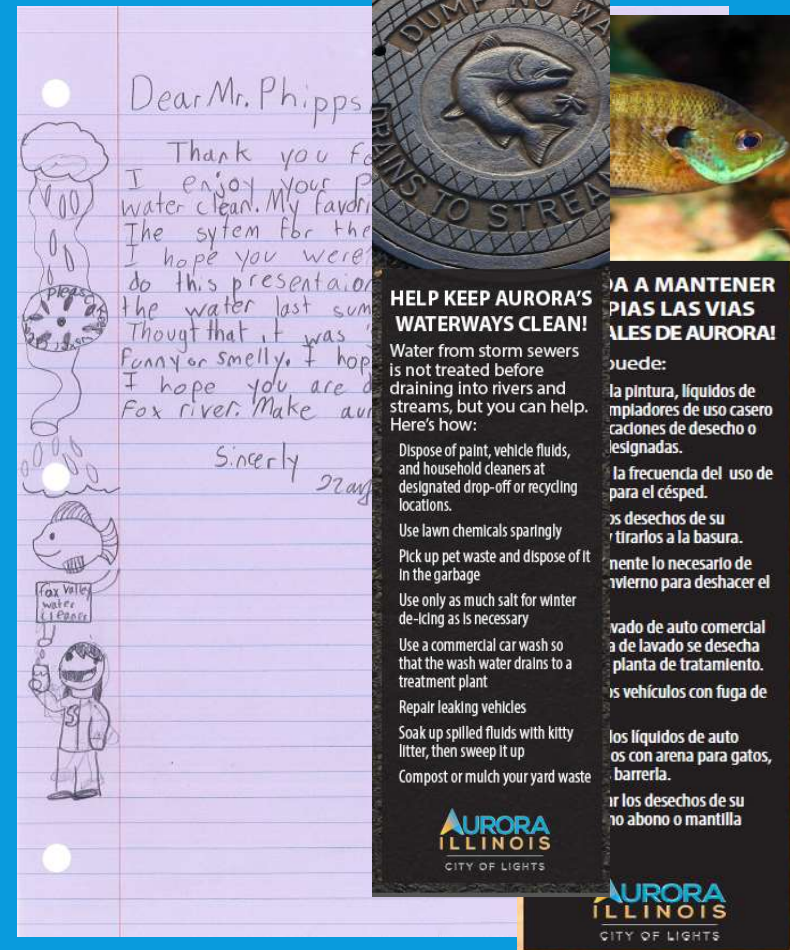 Dear Mr. Phipps
Thank you fo
I enjoy your p
water clean. My favori
The sytem for the
I hope you were
do this presentaion
the water last sum
Thougt that it was
funny or smelly. I hop
I hope you are
Fox river. Make aur
Sincerly
please
Fox Valley
water
cleaner
S
DUMP NO WA
DRAINS TO STREA
HELP KEEP AURORA'S
WATERWAYS CLEAN!
Water from storm sewers
is not treated before
draining into rivers and
streams, but you can help.
Here's how:
Dispose of paint, vehicle fluids,
and household cleaners at
designated drop-off or recycling
locations.
Use lawn chemicals sparingly
Pick up pet waste and dispose of it
in the garbage
Use only as much salt for winter
de-icing as is necessary
Use a commercial car wash so
that the wash water drains to a
treatment plant
Repair leaking vehicles
Soak up spilled fluids with kitty
litter, then sweep it up
Compost or mulch your yard waste
AURORA
ILLINOIS
CITY OF LIGHTS
DA A MANTENER
PIAS LAS VIAS
ALES DE AURORA!
puede:
la pintura, líquidos de
mpiadores de uso casero
caciones de desecho o
designadas.
la frecuencia del uso de
para el césped.
os desechos de su
y tirarlos a la basura.
mente lo necesario de
nvierno para deshacer el
vado de auto comercial
a de lavado se desecha
planta de tratamiento.
os vehículos con fuga de
los líquidos de auto
os con arena para gatos,
barrerla.
ar los desechos de su
no abono o mantilla
AURORA
ILLINOIS
CITY OF LIGHTS